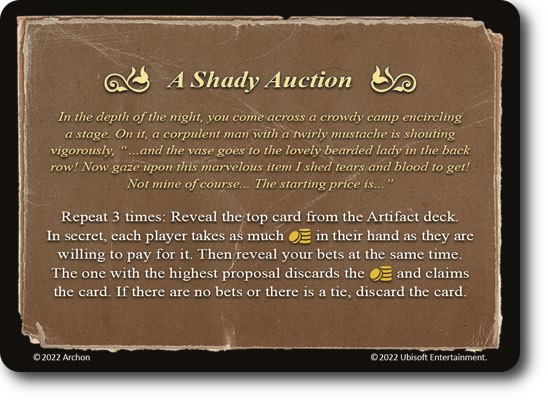 A Shady Auction
In the depth of the night, you come across a crowdy camp encircling
a stage. On it, a corpulent man with a twirly mustache is shouting
vigorously, “...and the vase goes to the lovely bearded lady in the back
row! Now gaze upon this marvelous item I shed tears and blood to get!
Not mine of course... The starting price is...”
Repeat 3 times: Reveal the top card from the Artifact deck.
In secret, each player takes as much in their hand as they are
willing to pay for it. Then reveal your bets at the same time.
The one with the highest proposal discards the and claims
the card. If there are no bets or there is a tie, discard the card.
© 2022 Archon
© 2022 Ubisoft Entertainment.